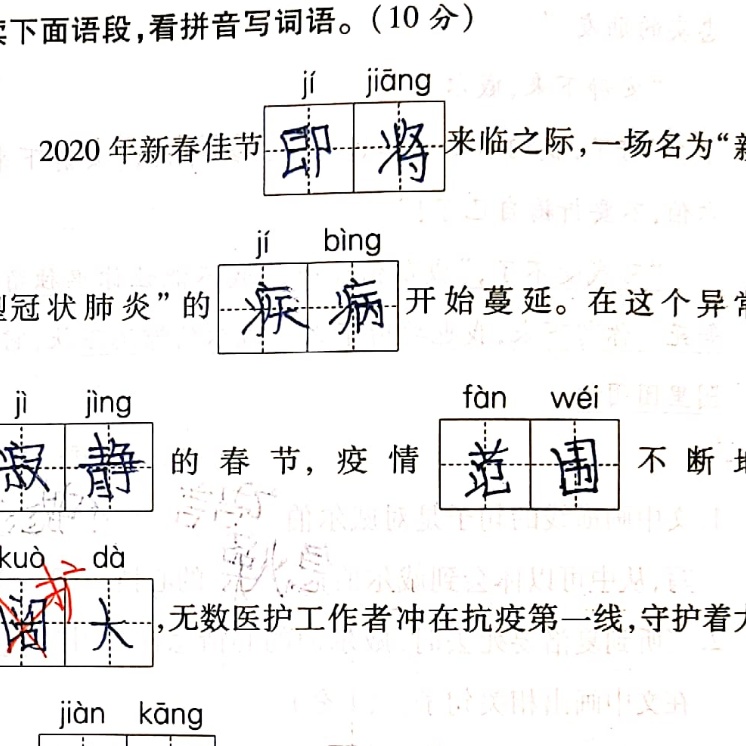 下面语段，看拼音写词语。（10 分）
jí jiāng
2020 年新春佳节即将来临之际，一场名为“新
jí bìng
型冠状肺炎”的疾病开始蔓延。在这个异常
jì jìng fàn wéi
寂静的春节，疫情范围不断地
kuò dà
扩大，无数医护工作者冲在抗疫第一线，守护着大
jiàn kāng